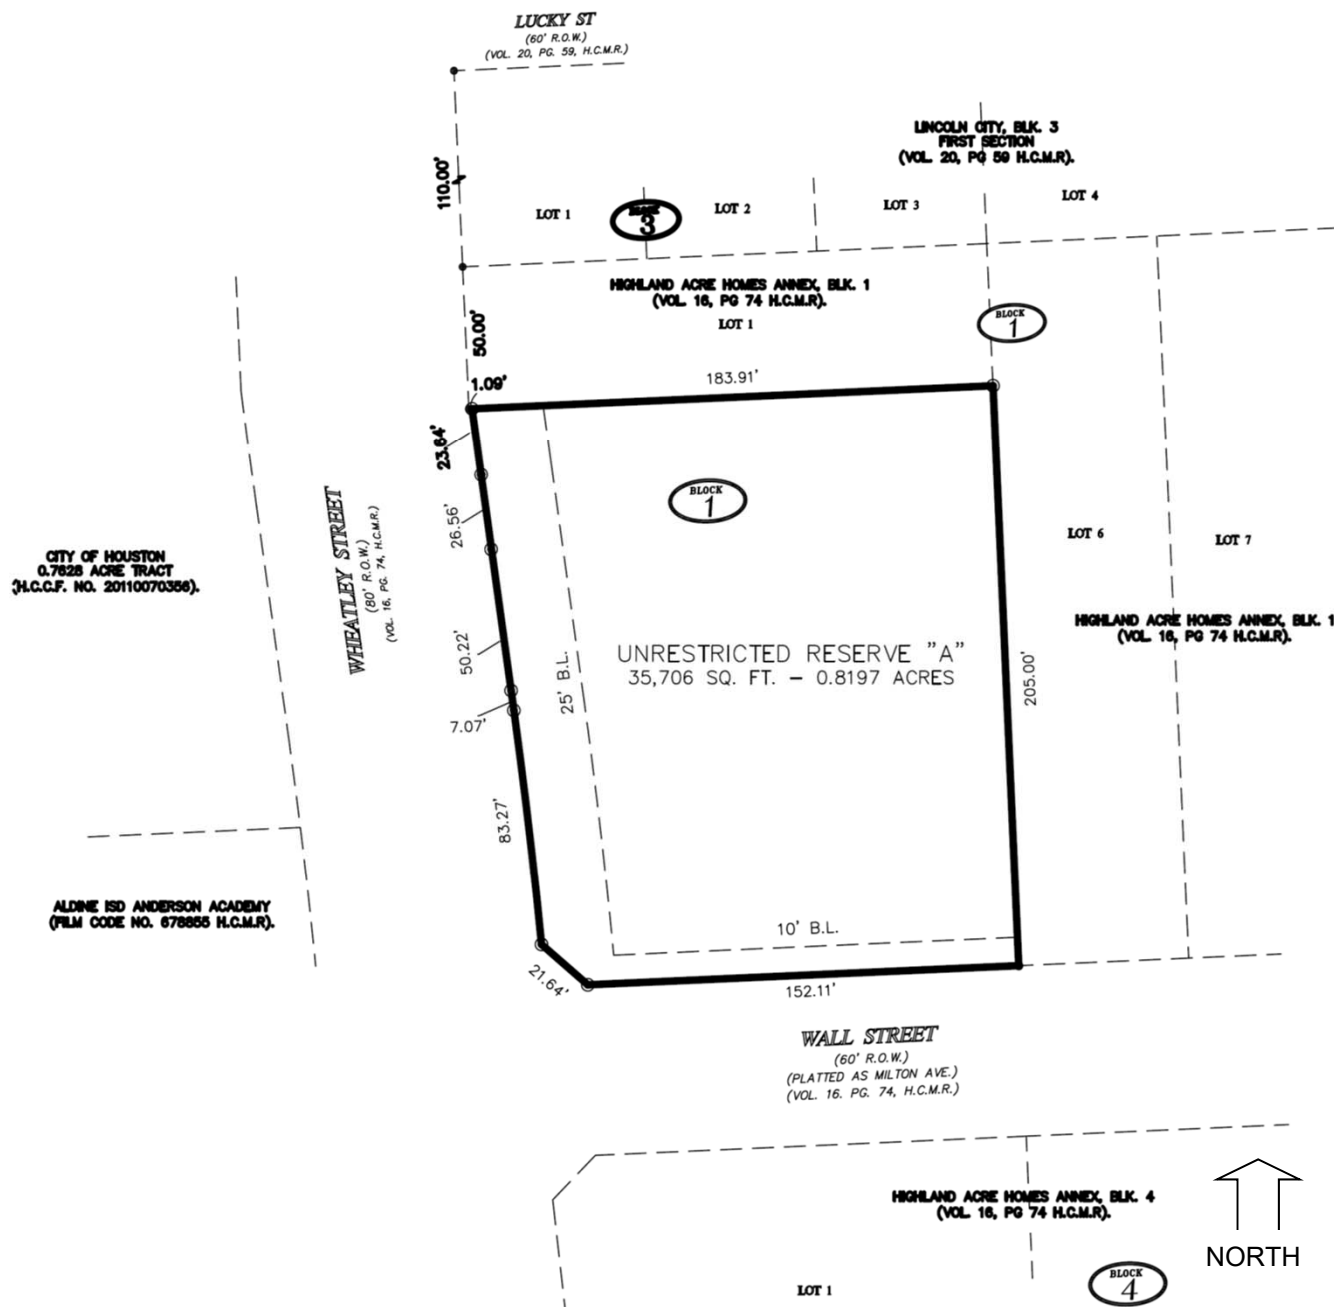 LUCKY ST
(60' R.O.W.)
(VOL. 20, PG. 59, H.C.M.R.)
LINCOLN CITY, BLK. 3
FIRST SECTION
(VOL. 20, PG 59 H.C.M.R).
110.00'
LOT 1
BLOCK
3
LOT 2
LOT 3
LOT 4
HIGHLAND ACRE HOMES ANNEX, BLK. 1
(VOL. 16, PG 74 H.C.M.R).
LOT 1
BLOCK
1
50.00'
1.09'
183.91'
23.64'
BLOCK
1
26.56'
WHEATLEY STREET
(80' R.O.W.)
(VOL. 16, PG. 74, H.C.M.R.)
CITY OF HOUSTON
0.7628 ACRE TRACT
(H.C.C.F. NO. 20110070356).
LOT 6
LOT 7
HIGHLAND ACRE HOMES ANNEX, BLK. 1
(VOL. 16, PG 74 H.C.M.R).
50.22'
25' B.L.
UNRESTRICTED RESERVE "A"
35,706 SQ. FT. – 0.8197 ACRES
205.00'
7.07'
83.27'
ALDINE ISD ANDERSON ACADEMY
(FILM CODE NO. 678855 H.C.M.R).
10' B.L.
21.64'
152.11'
WALL STREET
(60' R.O.W.)
(PLATTED AS MILTON AVE.)
(VOL. 16. PG. 74, H.C.M.R.)
HIGHLAND ACRE HOMES ANNEX, BLK. 4
(VOL. 16, PG 74 H.C.M.R).
NORTH
LOT 1
BLOCK
4